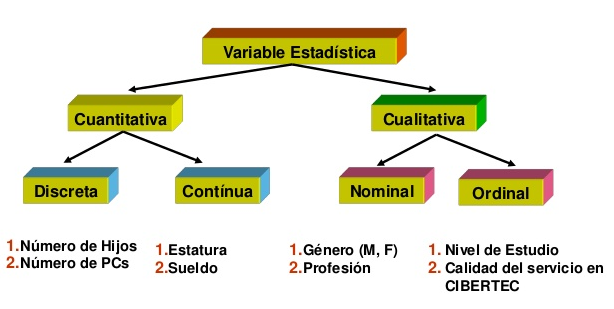 Variable Estadística
Cuantitativa
Cualitativa
Discreta
Contínua
Nominal
Ordinal
1.Número de Hijos
2.Número de PCs
1.Estatura
2.Sueldo
1.Género (M, F)
2.Profesión
1. Nivel de Estudio
2. Calidad del servicio en
CIBERTEC